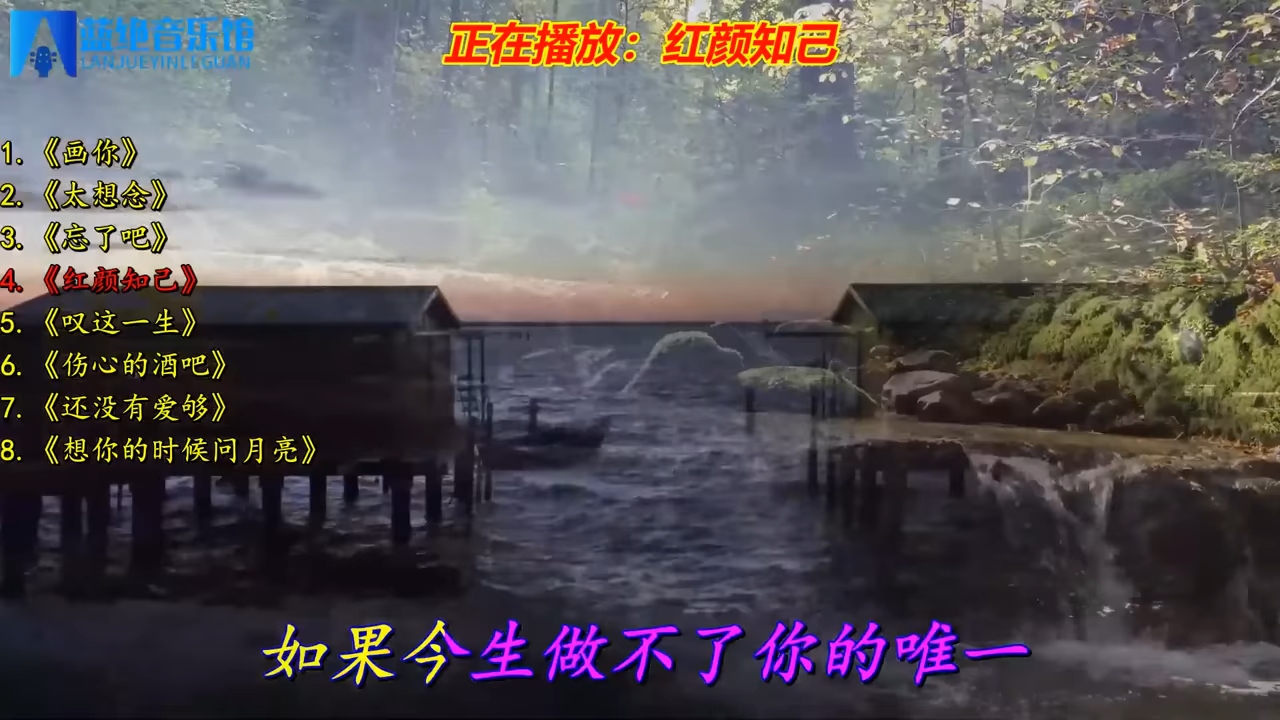 蓝绝音乐馆
LANJUEYINLEGUAN
正在播放：红颜知己
1.《画你》
2.《太想念》
3.《忘了吧》
4.《红颜知己》
5.《叹这一生》
6.《伤心的酒吧》
7.《还没有爱够》
8.《想你的时候问月亮》
如果今生做不了你的唯一